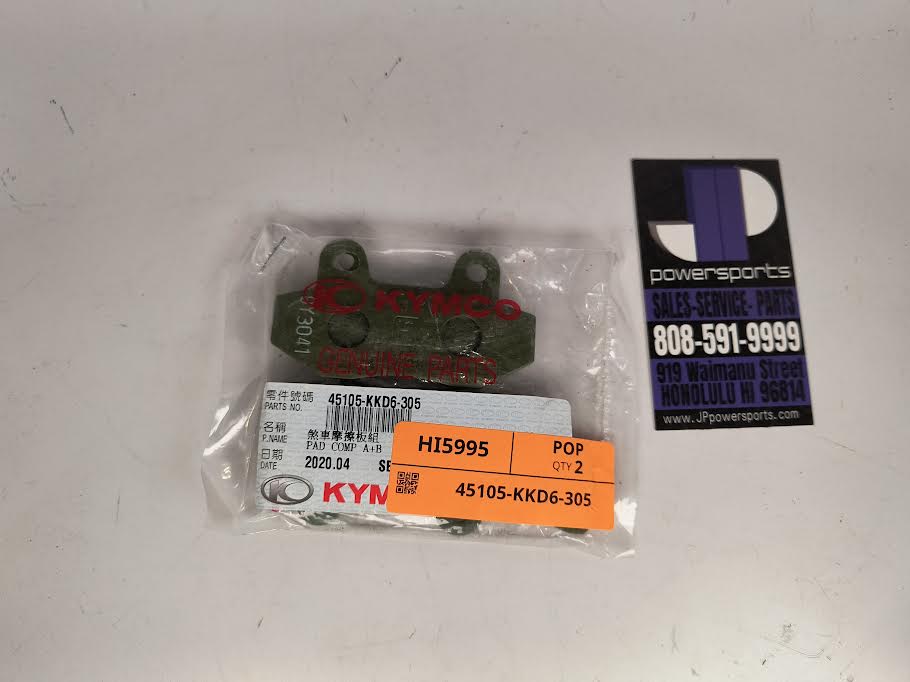 KYMCO
GENUINE PARTS
9Y3041
零件號碼
PARTS NO.
45105-KKD6-305
名稱
P.NAME
煞車摩擦板組
PAD COMP A+B
日期
DATE
2020.04
SE
KYM
HI5995
POP
QTY 2
45105-KKD6-305
JP
powersports
SALES-SERVICE- PARTS
808-591-9999
919 Waimanu Street
HONOLULU HI 96814
www.JPpowersports.com